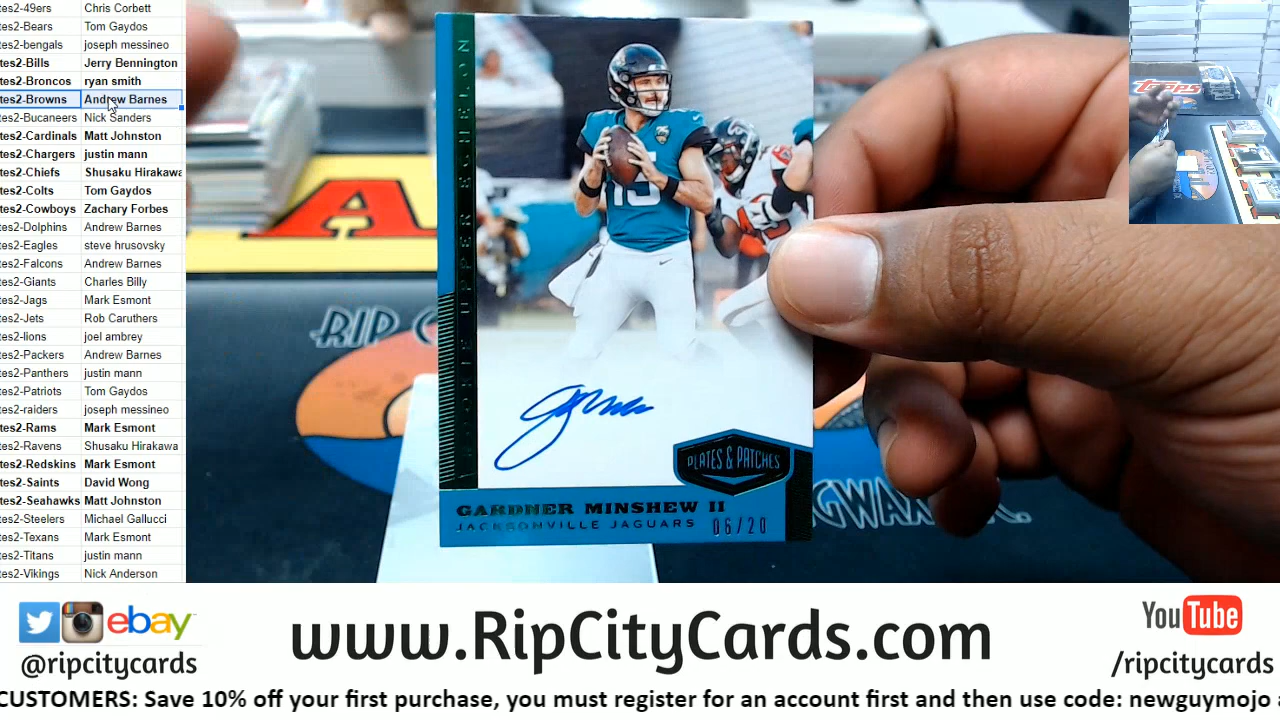 tes2-49ers Chris Corbett
tes2-Bears Tom Gaydos
tes2-bengals joseph messineo
tes2-Bills Jerry Bennington
tes2-Broncos ryan smith
tes2-Browns Andrew Barnes
tes2-Bucaneers Nick Sanders
tes2-Cardinals Matt Johnston
tes2-Chargers justin mann
tes2-Chiefs Shusaku Hirakawa
tes2-Colts Tom Gaydos
tes2-Cowboys Zachary Forbes
tes2-Dolphins Andrew Barnes
tes2-Eagles steve hrusovsky
tes2-Falcons Andrew Barnes
tes2-Giants Charles Billy
tes2-Jags Mark Esmont
tes2-Jets Rob Caruthers
tes2-lions joel ambrey
tes2-Packers Andrew Barnes
tes2-Panthers justin mann
tes2-Patriots Tom Gaydos
tes2-raiders joseph messineo
tes2-Rams Mark Esmont
tes2-Ravens Shusaku Hirakawa
tes2-Redskins Mark Esmont
tes2-Saints David Wong
tes2-Seahawks Matt Johnston
tes2-Steelers Michael Gallucci
tes2-Texans Mark Esmont
tes2-Titans justin mann
tes2-Vikings Nick Anderson
UPPER ECHELON
15
PLATES & PATCHES
GARDNER MINSHEW II
JACKSONVILLE JAGUARS 06/20
RIP
topps
ebay
@ripcitycards
www.RipCityCards.com
YouTube
/ripcitycards
CUSTOMERS: Save 10% off your first purchase, you must register for an account first and then use code: newguymojo